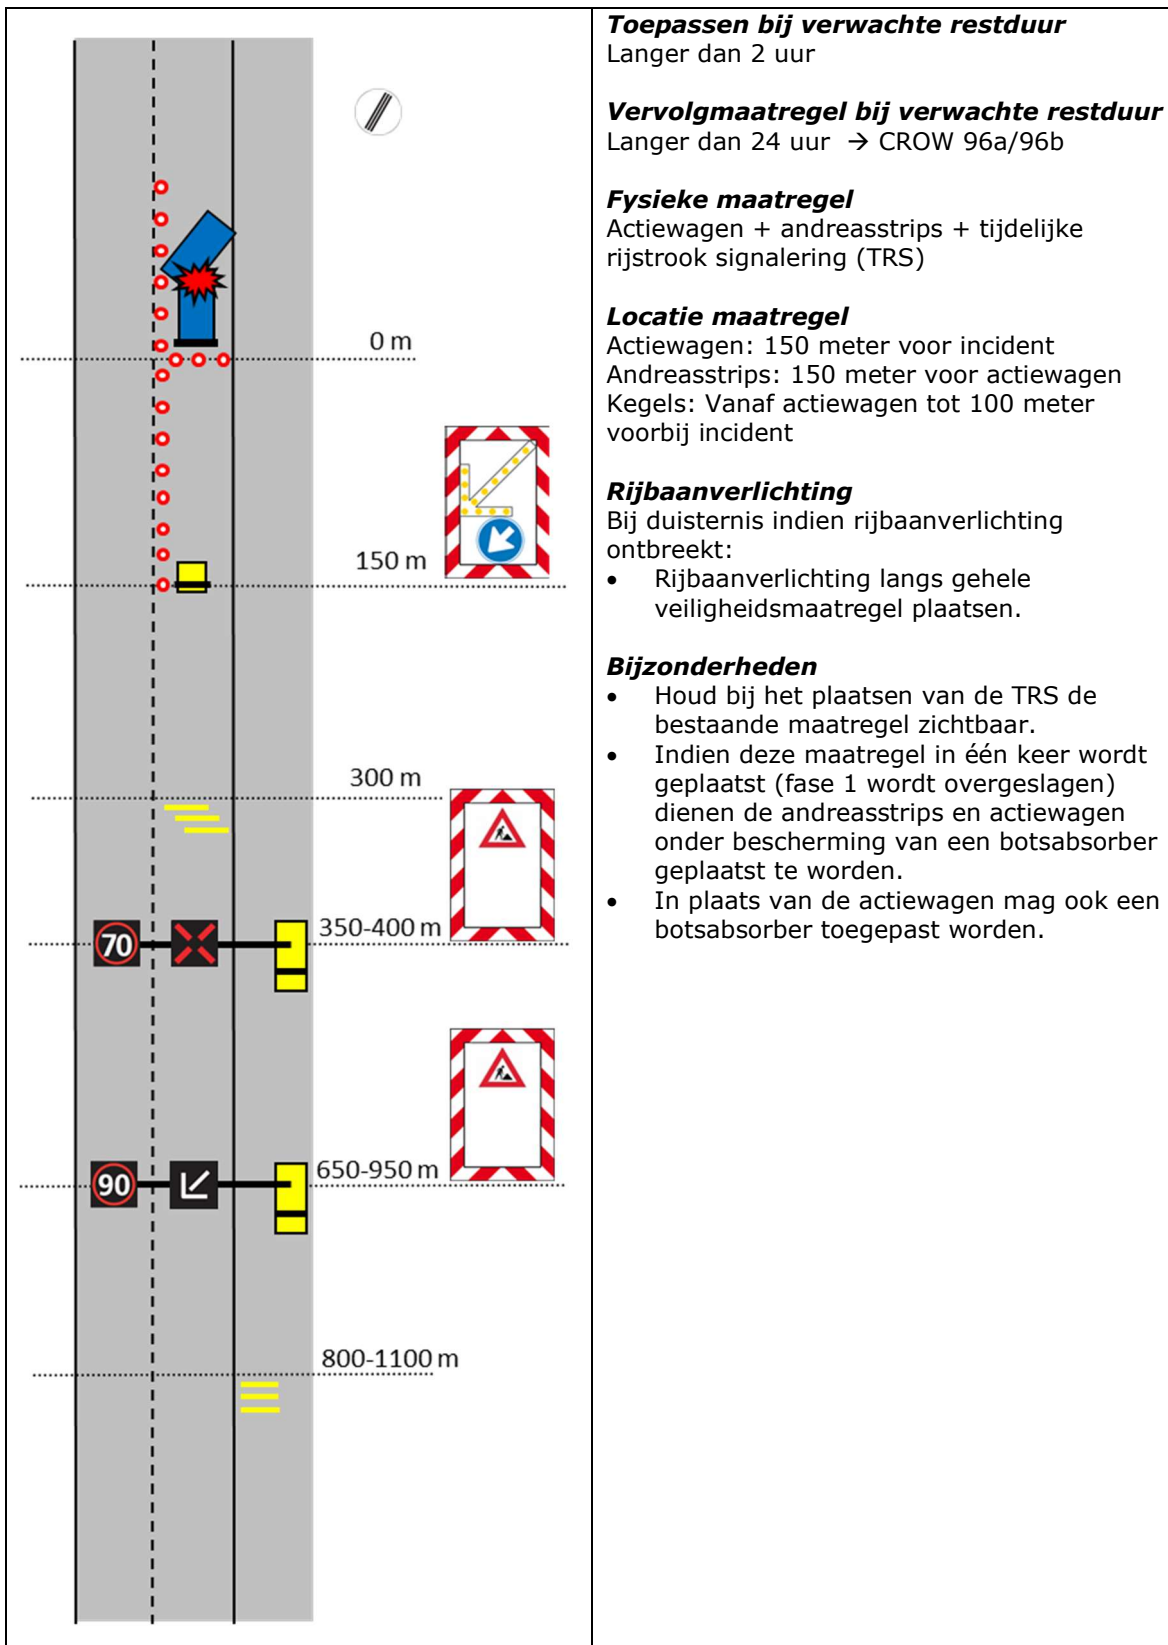 0 m
150 m
300 m
70
350-400 m
90
650-950 m
800-1100 m
Toepassen bij verwachte restduur
Langer dan 2 uur
Vervolgmaatregel bij verwachte restduur
Langer dan 24 uur → CROW 96a/96b
Fysieke maatregel
Actiewagen + andreasstrips + tijdelijke
rijstrook signalering (TRS)
Locatie maatregel
Actiewagen: 150 meter voor incident
Andreasstrips: 150 meter voor actiewagen
Kegels: Vanaf actiewagen tot 100 meter
voorbij incident
Rijbaanverlichting
Bij duisternis indien rijbaanverlichting
ontbreekt:
• Rijbaanverlichting langs gehele
veiligheidsmaatregel plaatsen.
Bijzonderheden
• Houd bij het plaatsen van de TRS de
bestaande maatregel zichtbaar.
• Indien deze maatregel in één keer wordt
geplaatst (fase 1 wordt overgeslagen)
dienen de andreasstrips en actiewagen
onder bescherming van een botsabsorber
geplaatst te worden.
• In plaats van de actiewagen mag ook een
botsabsorber toegepast worden.